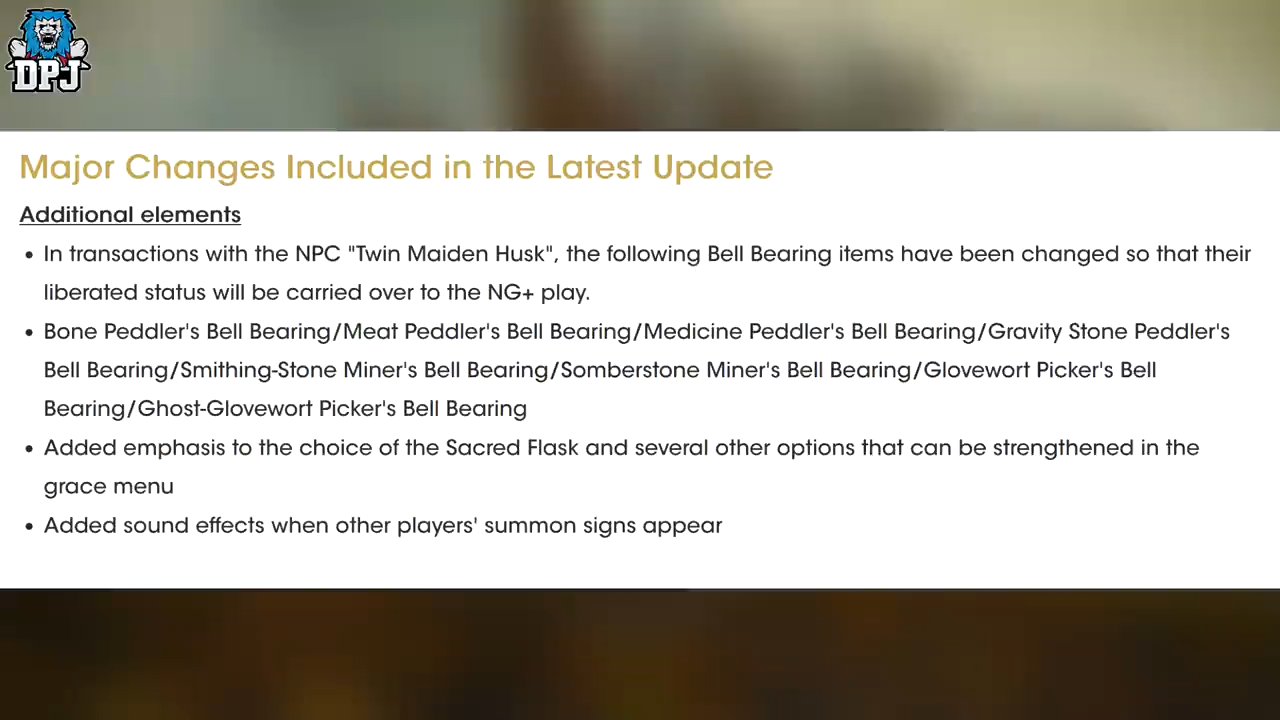 DPJ
Major Changes Included in the Latest Update
Additional elements
• In transactions with the NPC "Twin Maiden Husk", the following Bell Bearing items have been changed so that their
liberated status will be carried over to the NG+ play.
• Bone Peddler's Bell Bearing/Meat Peddler's Bell Bearing/Medicine Peddler's Bell Bearing/Gravity Stone Peddler's
Bell Bearing/Smithing-Stone Miner's Bell Bearing/Somberstone Miner's Bell Bearing/Glovewort Picker's Bell
Bearing/Ghost-Glovewort Picker's Bell Bearing
• Added emphasis to the choice of the Sacred Flask and several other options that can be strengthened in the
grace menu
• Added sound effects when other players' summon signs appear